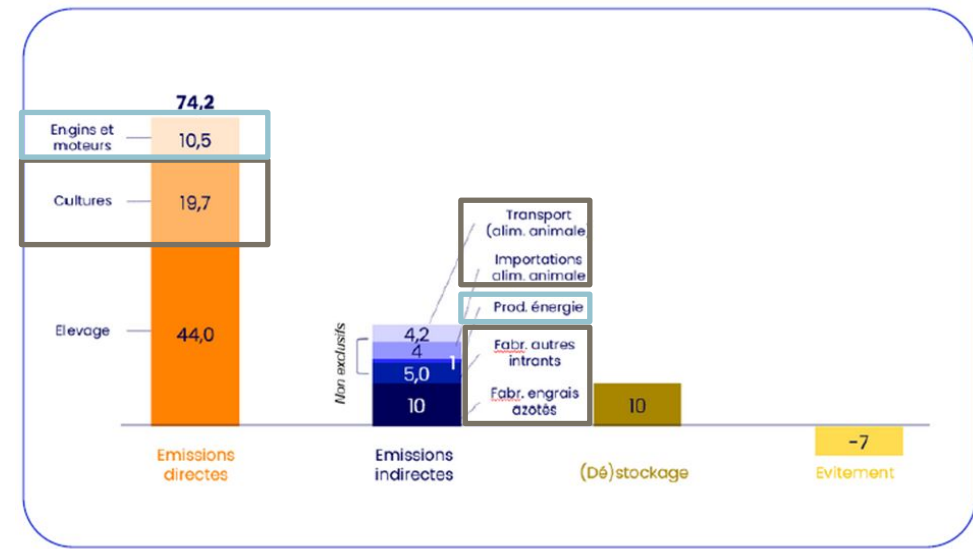 74,2
Engins et
moteurs
10,5
Cultures
19,7
Elevage
44,0
Emissions
directes
Non exclusifs
4,2
4
1
5,0
10
Transport
(alim. animale)
Importations
alim. animale
Prod. énergie
Fabr. autres
intrants
Fabr. engrais
azotés
Emissions
indirectes
10
(Dé)stockage
-7
Evitement